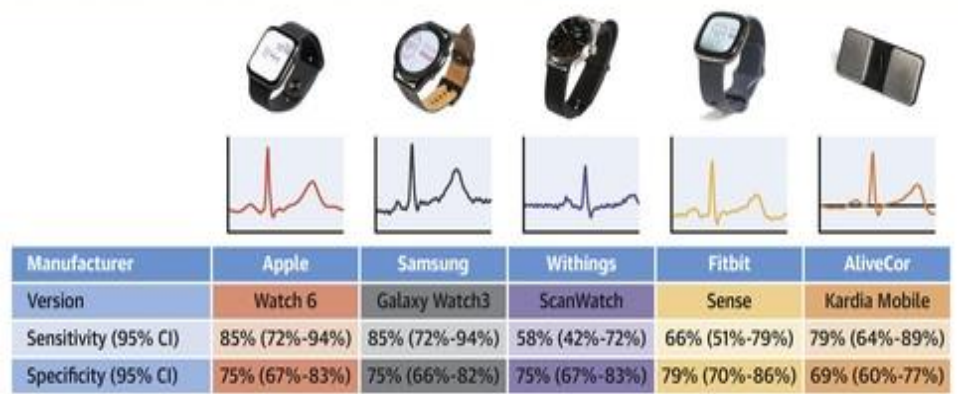 Manufacturer Apple Samsung Withings Fitbit AliveCor
Version Watch 6 Galaxy Watch3 ScanWatch Sense Kardia Mobile
Sensitivity (95% CI) 85% (72%-94%) 85% (72%-94%) 58% (42%-72%) 66% (51%-79%) 79% (64%-89%)
Specificity (95% CI) 75% (67%-83%) 75% (66%-82%) 75% (67%-83%) 79% (70%-86%) 69% (60%-77%)